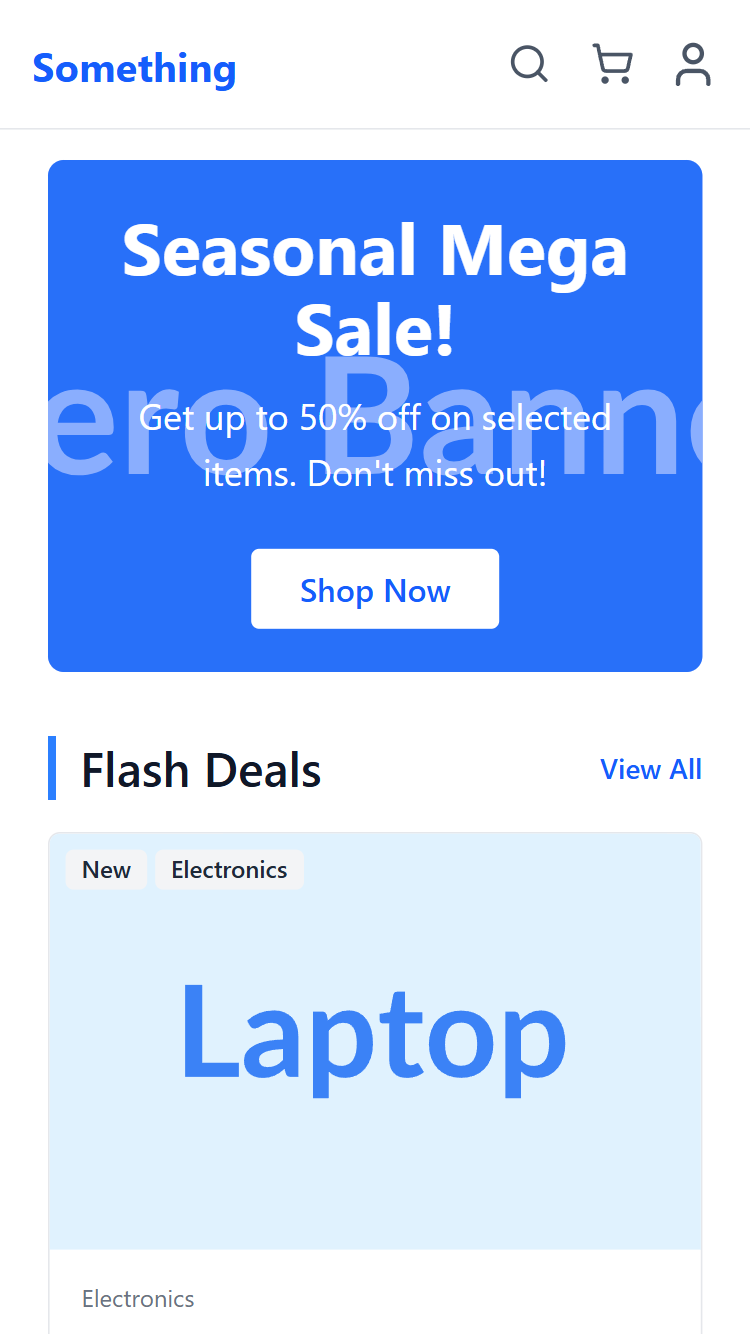 Something
Seasonal Mega
Sale!
ero Bann
Get up to 50% off on selected
items. Don't miss out!
Shop Now
Flash Deals
View All
New
Electronics
Laptop
Electronics